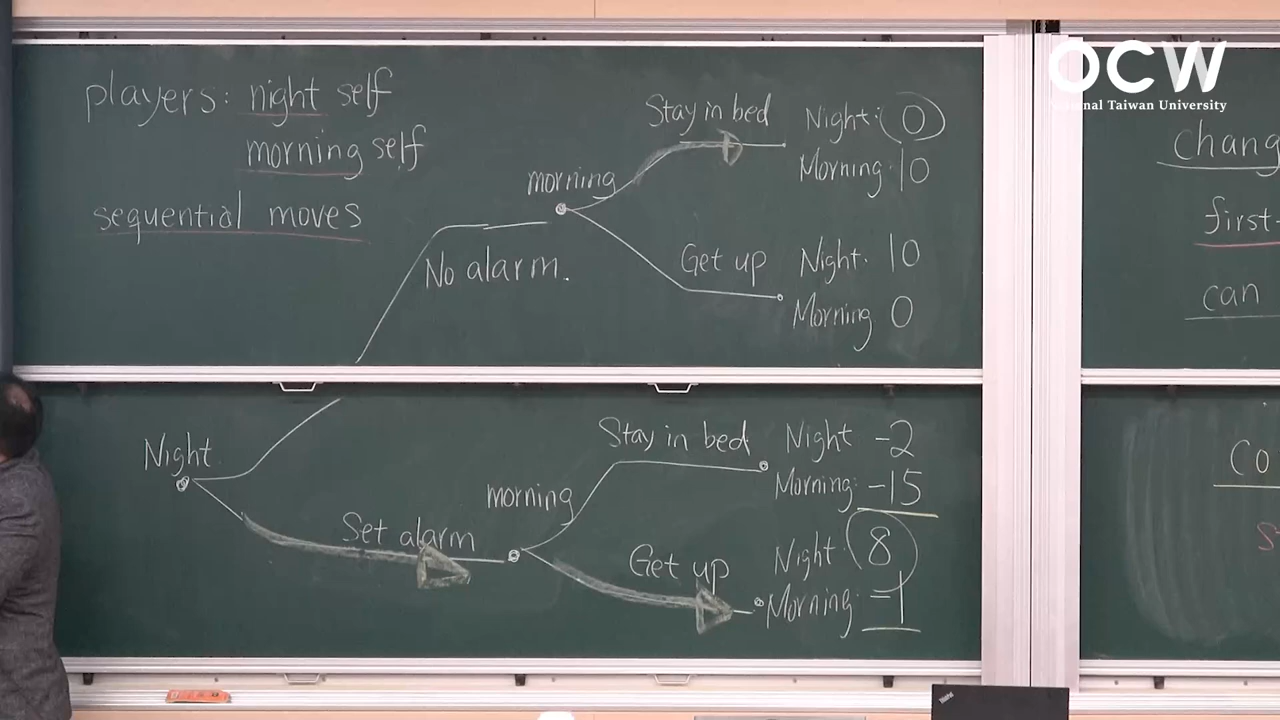 OCW
National Taiwan University
players: night self
morning self
sequential moves
morning
No alarm.
Stay in bed
Night: 0
Morning: 10
Get up
Night: 10
Morning 0
Night
Set alarm
morning
Stay in bed
Night -2
Morning: -15
Get up
Night: 8
Morning: -1
first
can